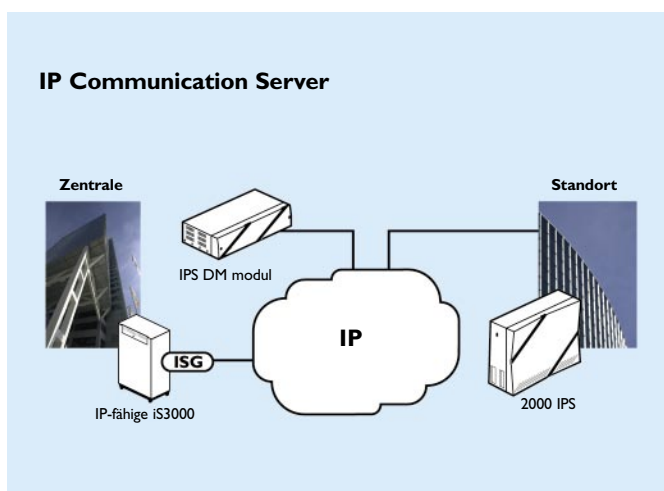 IP Communication Server
Zentrale
Standort
IPS DM modul
IP
ISG
IP-fähige iS3000
2000 IPS